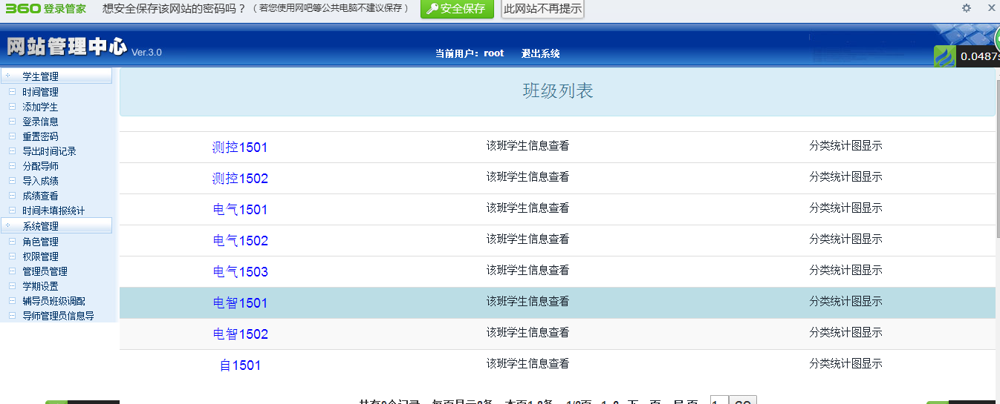 360登录管家 想安全保存该网站的密码吗？（若您使用网吧等公共电脑不建议保存） 安全保存 此网站不再提示
网站管理中心 Ver.3.0
当前用户：root 退出系统
0.0487s
学生管理
时间管理
添加学生
登录信息
重置密码
导出时间记录
分配导师
导入成绩
成绩查看
时间未填报统计
系统管理
角色管理
权限管理
管理员管理
学期设置
辅导员班级调配
导师管理员信息导
班级列表
测控1501 该班学生信息查看 分类统计图显示
测控1502 该班学生信息查看 分类统计图显示
电气1501 该班学生信息查看 分类统计图显示
电气1502 该班学生信息查看 分类统计图显示
电气1503 该班学生信息查看 分类统计图显示
电智1501 该班学生信息查看 分类统计图显示
电智1502 该班学生信息查看 分类统计图显示
自1501 该班学生信息查看 分类统计图显示